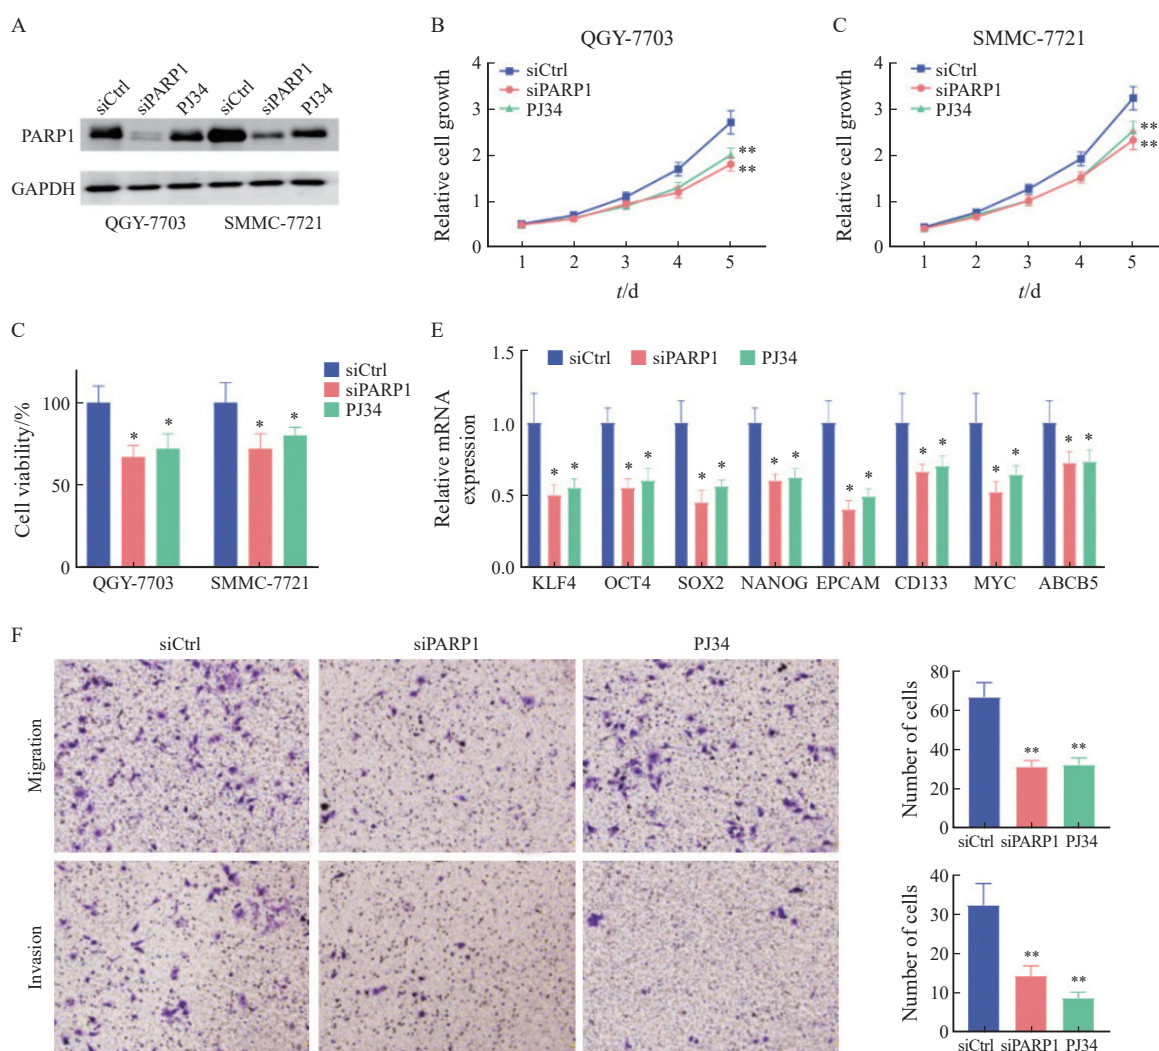 A
siCtrl siPARP1 PJ34 siCtrl siPARP1 PJ34
PARP1
GAPDH
QGY-7703 SMMC-7721
B
QGY-7703
siCtrl
siPARP1
PJ34
Relative cell growth
4
3
2
1
0
**
**
1 2 3 4 5
t/d
C
SMMC-7721
siCtrl
siPARP1
PJ34
Relative cell growth
4
3
2
1
0
**
**
1 2 3 4 5
t/d
C
siCtrl
siPARP1
PJ34
Cell viability/%
100
50
0
* * * *
QGY-7703 SMMC-7721
E
siCtrl siPARP1 PJ34
Relative mRNA
expression
1.5
1.0
0.5
0.0
* * * * * * * * * * * * * * * *
KLF4 OCT4 SOX2 NANOG EPCAM CD133 MYC ABCB5
F
siCtrl siPARP1 PJ34
Migration
Invasion
Number of cells
80
60
40
20
0
** **
siCtrl siPARP1 PJ34
Number of cells
40
30
20
10
0
** **
siCtrl siPARP1 PJ34